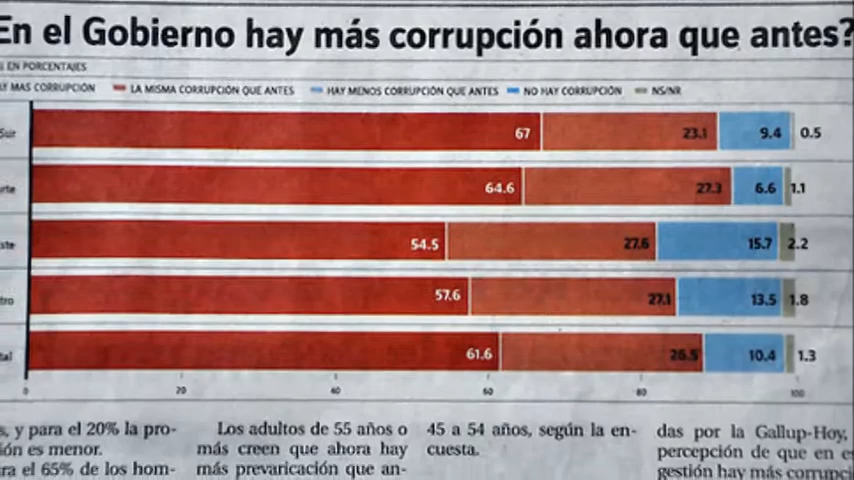 En el Gobierno hay más corrupción ahora que antes?
EN PORCENTAJES
MAS CORRUPCIÓN LA MISMA CORRUPCIÓN QUE ANTES HAY MENOS CORRUPCIÓN QUE ANTES NO HAY CORRUPCIÓN NS/NR
Sur 67 23.1 9.4 0.5
rte 64.6 27.3 6.6 1.1
ste 54.5 27.6 15.7 2.2
tro 57.6 27.1 13.5 1.8
tal 61.6 26.5 10.4 1.3
0 20 40 60 80 100
s, y para el 20% la pro-
ión es menor.
ra el 65% de los hom-
Los adultos de 55 años o
más creen que ahora hay
más prevaricación que an-
45 a 54 años, según la en-
cuesta.
das por la Gallup-Hoy,
percepción de que en es
gestión hay más corrupci